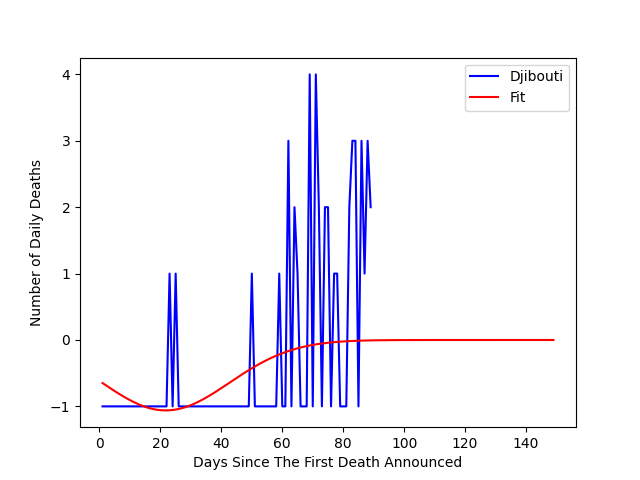 Djibouti
Fit
Number of Daily Deaths
4
3
2
1
0
−1
0 20 40 60 80 100 120 140
Days Since The First Death Announced